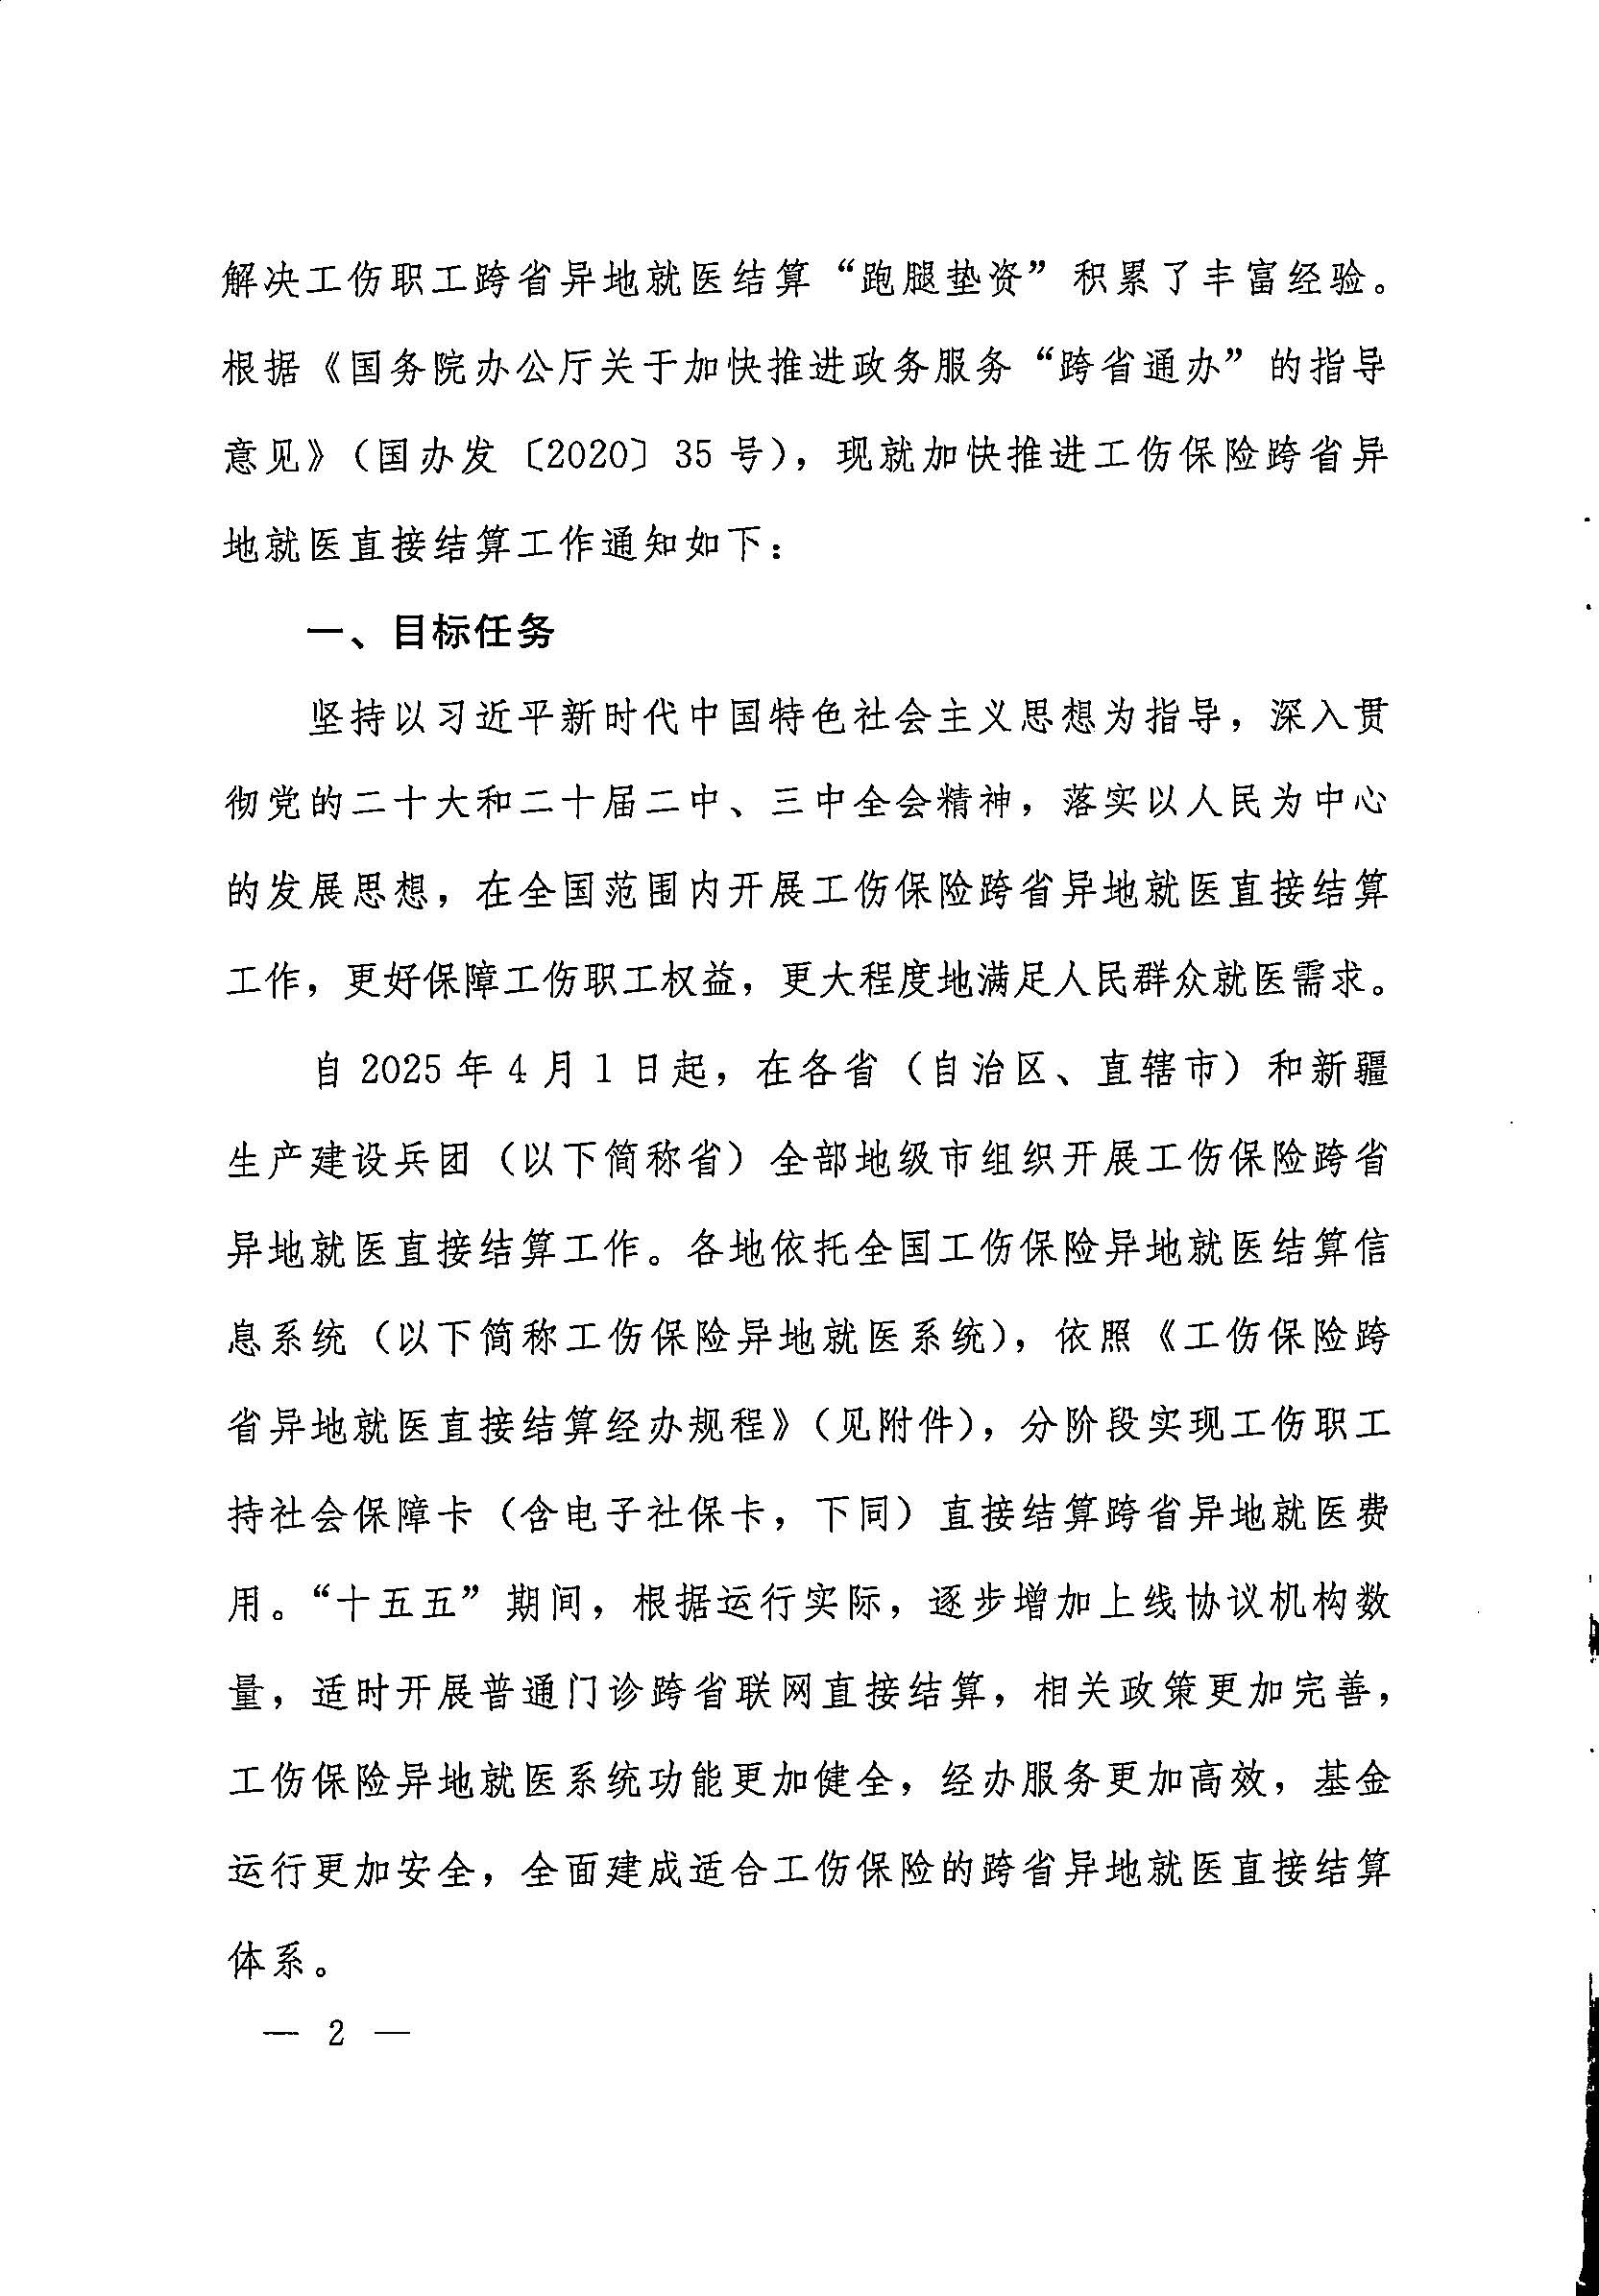 解决工伤职工跨省异地就医结算“跑腿垫资”积累了丰富经验。
根据《国务院办公厅关于加快推进政务服务“跨省通办”的指导
意见》（国办发〔2020〕35号），现就加快推进工伤保险跨省异
地就医直接结算工作通知如下：
一、目标任务
坚持以习近平新时代中国特色社会主义思想为指导，深入贯
彻党的二十大和二十届二中、三中全会精神，落实以人民为中心
的发展思想，在全国范围内开展工伤保险跨省异地就医直接结算
工作，更好保障工伤职工权益，更大程度地满足人民群众就医需求。
自2025年4月1日起，在各省（自治区、直辖市）和新疆
生产建设兵团（以下简称省）全部地级市组织开展工伤保险跨省
异地就医直接结算工作。各地依托全国工伤保险异地就医结算信
息系统（以下简称工伤保险异地就医系统），依照《工伤保险跨
省异地就医直接结算经办规程》（见附件），分阶段实现工伤职工
持社会保障卡（含电子社保卡，下同）直接结算跨省异地就医费
用。“十五五”期间，根据运行实际，逐步增加上线协议机构数
量，适时开展普通门诊跨省联网直接结算，相关政策更加完善，
工伤保险异地就医系统功能更加健全，经办服务更加高效，基金
运行更加安全，全面建成适合工伤保险的跨省异地就医直接结算
体系。
— 2 —